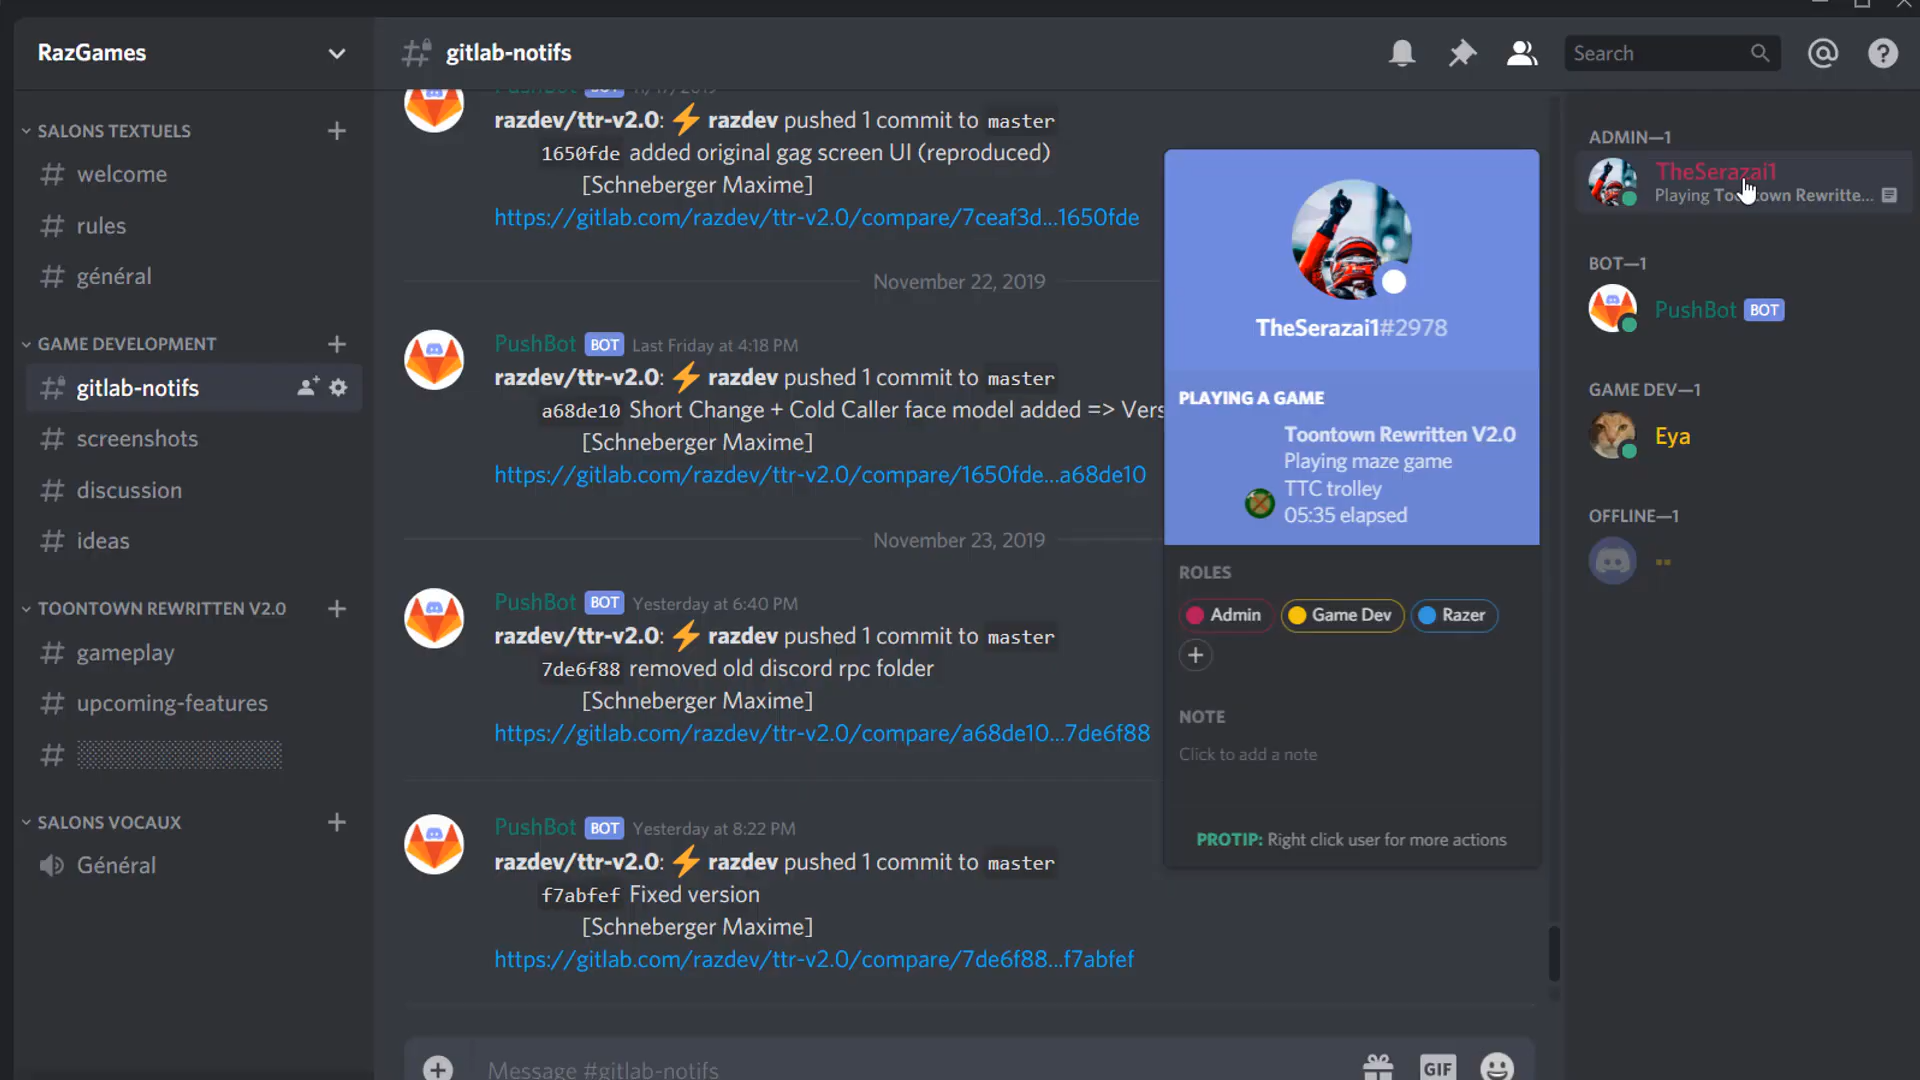 RazGames
SALONS TEXTUELS
welcome
rules
général
GAME DEVELOPMENT
gitlab-notifs
screenshots
discussion
ideas
TOONTOWN REWRITTEN V2.0
gameplay
upcoming-features
SALONS VOCAUX
Général
gitlab-notifs
Search
PushBot BOT 11/17/2019
razdev/ttr-v2.0: ⚡ razdev pushed 1 commit to master
1650fde added original gag screen UI (reproduced)
[Schneberger Maxime]
https://gitlab.com/razdev/ttr-v2.0/compare/7ceaf3d...1650fde
November 22, 2019
PushBot BOT Last Friday at 4:18 PM
razdev/ttr-v2.0: ⚡ razdev pushed 1 commit to master
a68de10 Short Change + Cold Caller face model added => Vers
[Schneberger Maxime]
https://gitlab.com/razdev/ttr-v2.0/compare/1650fde...a68de10
November 23, 2019
PushBot BOT Yesterday at 6:40 PM
razdev/ttr-v2.0: ⚡ razdev pushed 1 commit to master
7de6f88 removed old discord rpc folder
[Schneberger Maxime]
https://gitlab.com/razdev/ttr-v2.0/compare/a68de10...7de6f88
PushBot BOT Yesterday at 8:22 PM
razdev/ttr-v2.0: ⚡ razdev pushed 1 commit to master
f7abfef Fixed version
[Schneberger Maxime]
https://gitlab.com/razdev/ttr-v2.0/compare/7de6f88...f7abfef
Message #gitlab-notifs
GIF
TheSerazai1#2978
PLAYING A GAME
Toontown Rewritten V2.0
Playing maze game
TTC trolley
05:35 elapsed
ROLES
Admin Game Dev Razer
NOTE
Click to add a note
PROTIP: Right click user for more actions
ADMIN—1
TheSerazai1
Playing Toontown Rewritte...
BOT—1
PushBot BOT
GAME DEV—1
Eya
OFFLINE—1